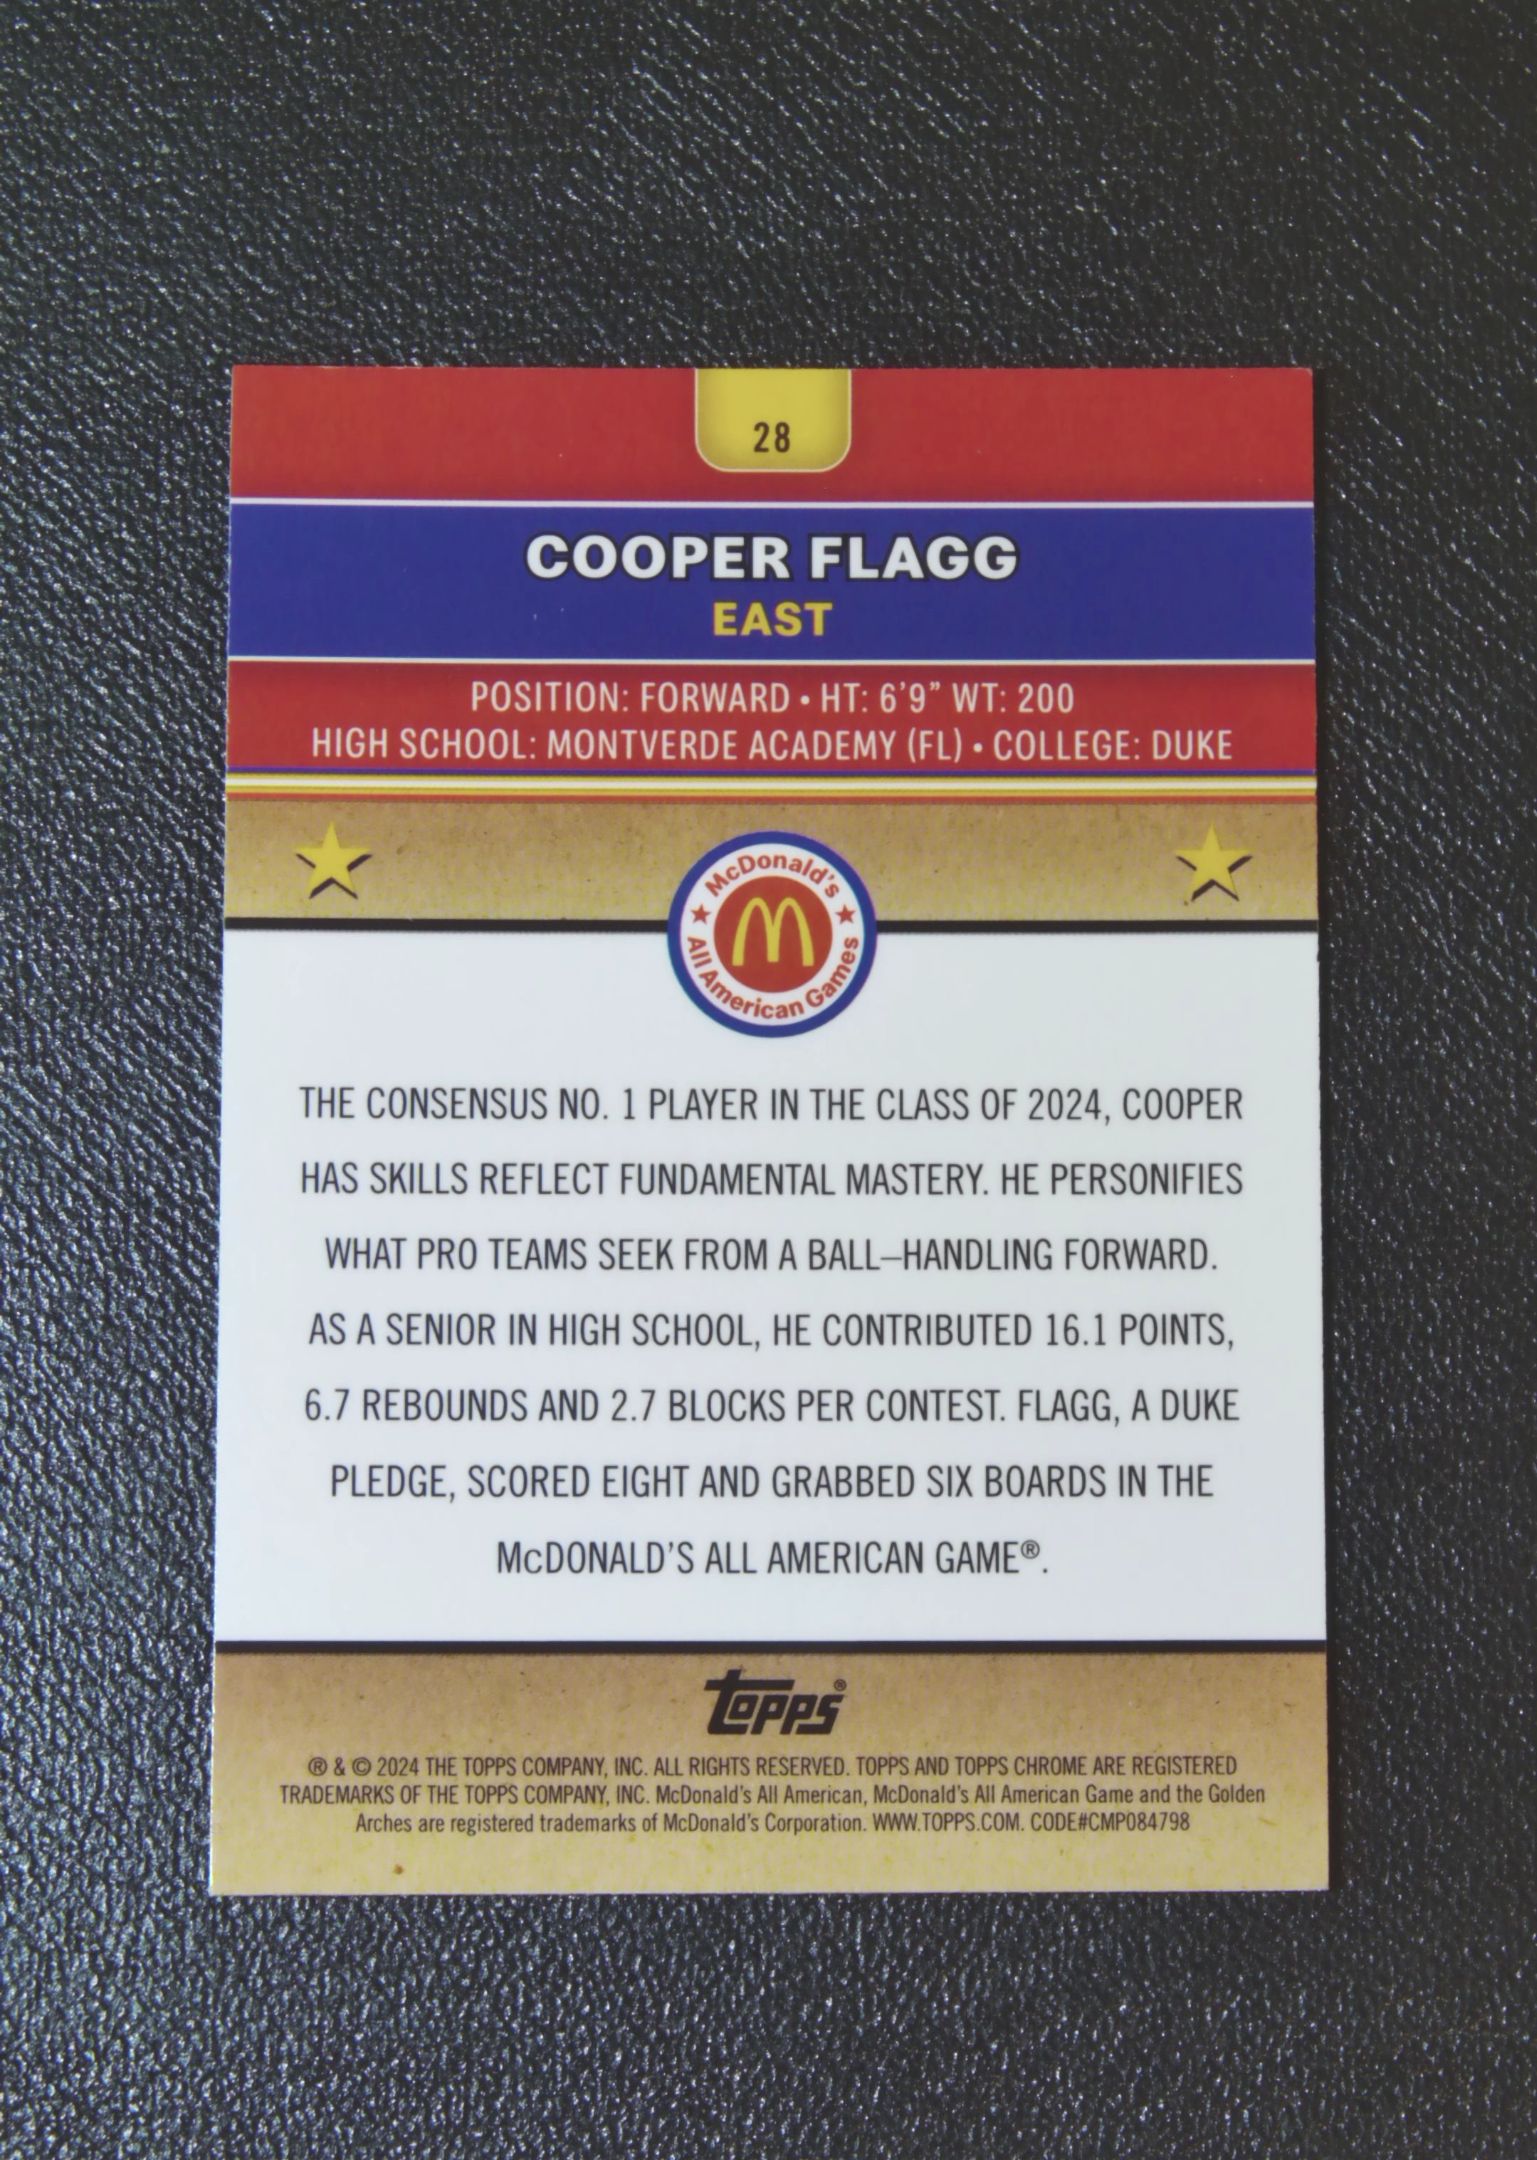 28
COOPER FLAGG
EAST
POSITION: FORWARD • HT: 6'9" WT: 200
HIGH SCHOOL: MONTVERDE ACADEMY (FL) • COLLEGE: DUKE
McDonald's
All American Games
THE CONSENSUS NO. 1 PLAYER IN THE CLASS OF 2024, COOPER
HAS SKILLS REFLECT FUNDAMENTAL MASTERY. HE PERSONIFIES
WHAT PRO TEAMS SEEK FROM A BALL–HANDLING FORWARD.
AS A SENIOR IN HIGH SCHOOL, HE CONTRIBUTED 16.1 POINTS,
6.7 REBOUNDS AND 2.7 BLOCKS PER CONTEST. FLAGG, A DUKE
PLEDGE, SCORED EIGHT AND GRABBED SIX BOARDS IN THE
McDONALD'S ALL AMERICAN GAME®.
topps®
® & © 2024 THE TOPPS COMPANY, INC. ALL RIGHTS RESERVED. TOPPS AND TOPPS CHROME ARE REGISTERED
TRADEMARKS OF THE TOPPS COMPANY, INC. McDonald's All American, McDonald's All American Game and the Golden
Arches are registered trademarks of McDonald's Corporation. WWW.TOPPS.COM. CODE#CMP084798